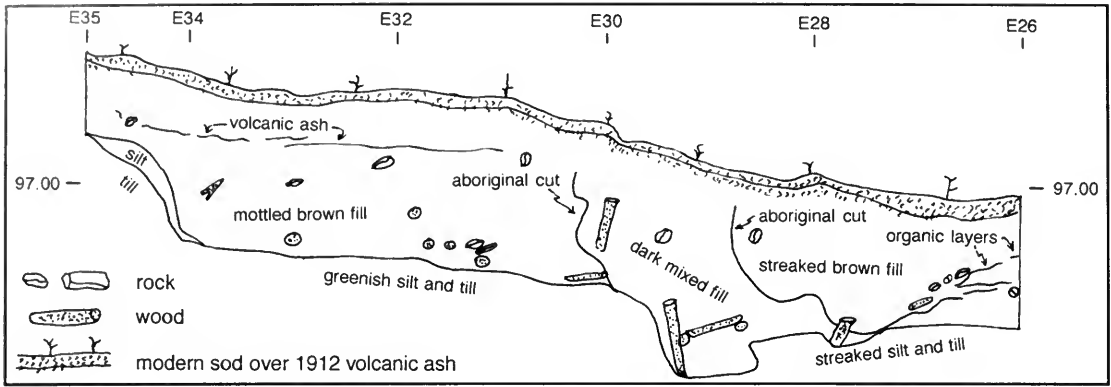 E35 E34 E32 E30 E28 E26
volcanic ash
silt
till
97.00
97.00
aboriginal cut
aboriginal cut
mottled brown fill
organic layers
dark mixed fill
streaked brown fill
greenish silt and till
rock
wood
streaked silt and till
modern sod over 1912 volcanic ash